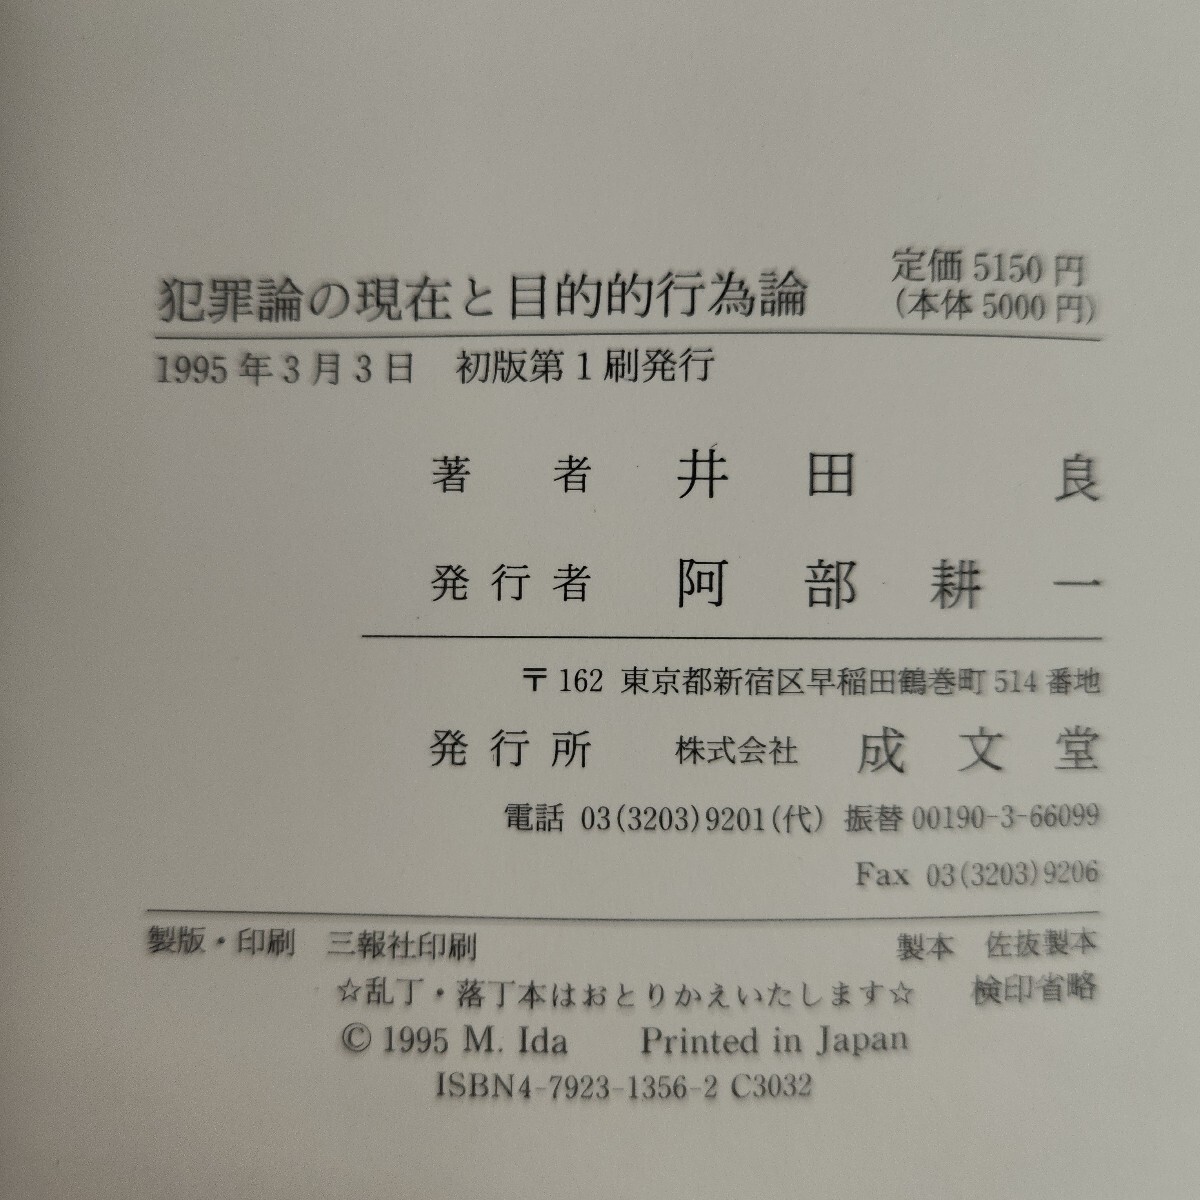 犯罪論の現在と目的的行為論 定価 5150 円
(本体 5000 円)
1995 年 3 月 3 日 初版第 1 刷発行
著者 井田 良
発行者 阿部耕一
〒162 東京都新宿区早稲田鶴巻町 514 番地
発行所 株式会社 成文堂
電話 03(3203)9201(代) 振替 00190-3-66099
Fax 03(3203)9206
製版・印刷 三報社印刷 製本 佐抜製本
☆乱丁・落丁本はおとりかえいたします☆ 検印省略
© 1995 M. Ida Printed in Japan
ISBN4-7923-1356-2 C3032